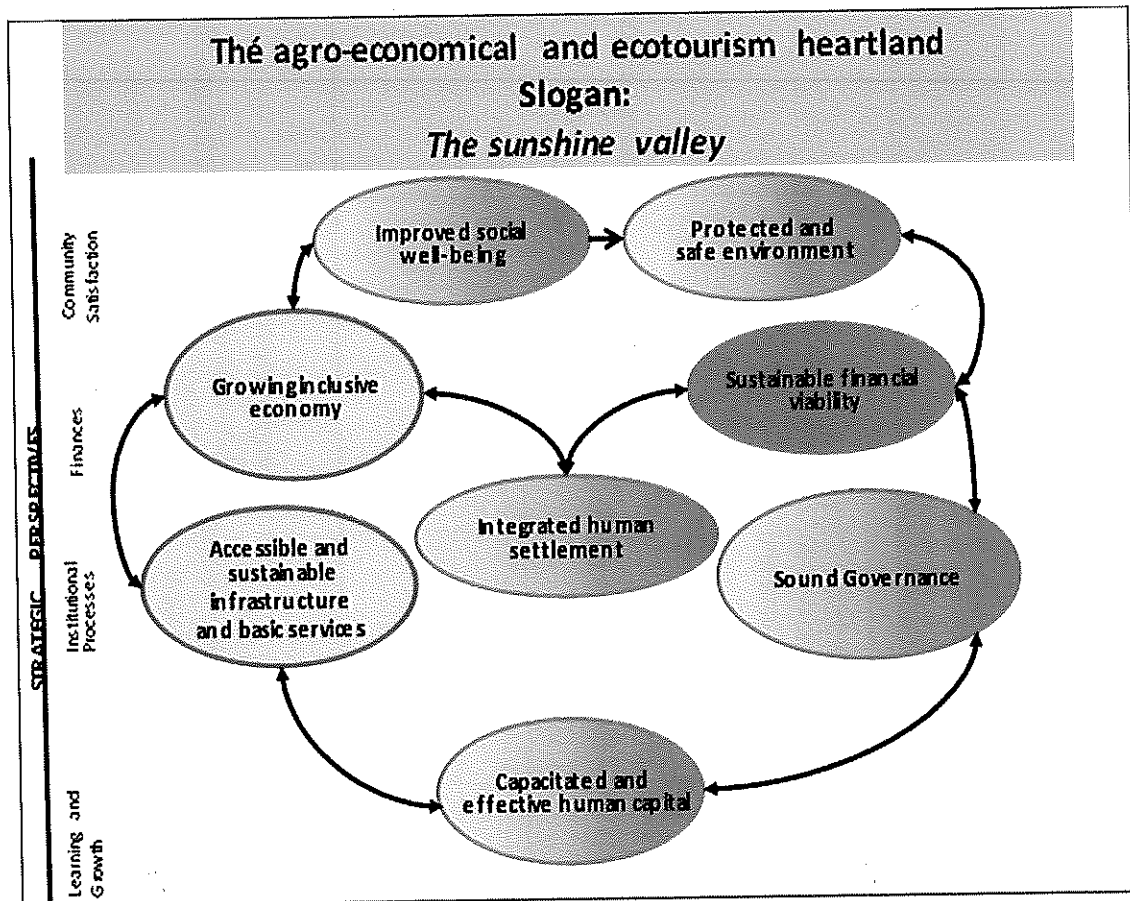 Thé agro-economical and ecotourism heartland
Slogan:
The sunshine valley
STRATEGIC PERSPECTIVES
Community
Satisfaction
Finances
Institutional
Processes
Learning and
Growth
Improved social
well-being
Protected and
safe environment
Growing inclusive
economy
Sustainable financial
viability
Integrated human
settlement
Accessible and
sustainable
infrastructure
and basic services
Sound Governance
Capacitated and
effective human capital